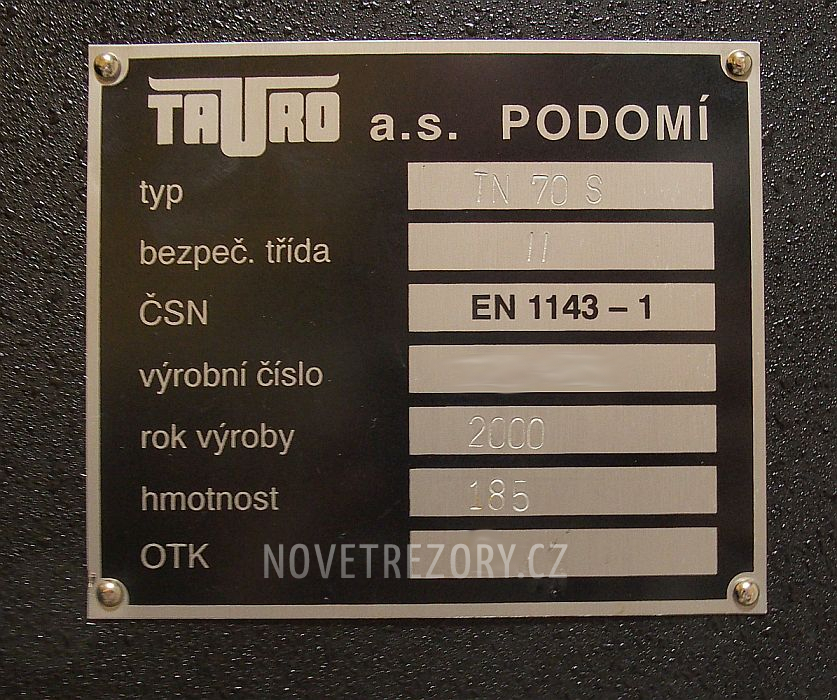 TAURO a.s. PODOMÍ
typ TN 70 S
bezpeč. třída II
ČSN EN 1143 – 1
výrobní číslo
rok výroby 2000
hmotnost 185
OTK
NOVETREZORY.CZ